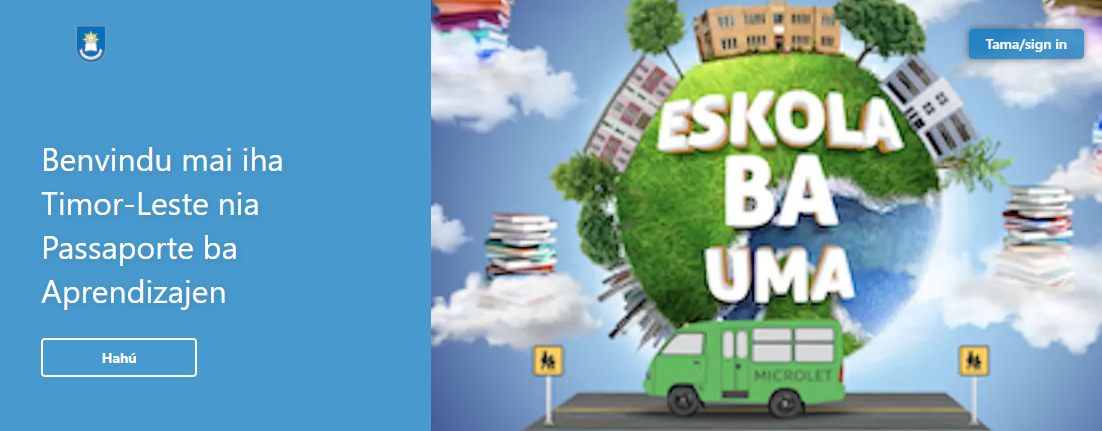 Tama/sign in
Benvindu mai iha
Timor-Leste nia
Passaporte ba
Aprendizajen
Hahú
ESKOLA
BA
UMA
MICROLET